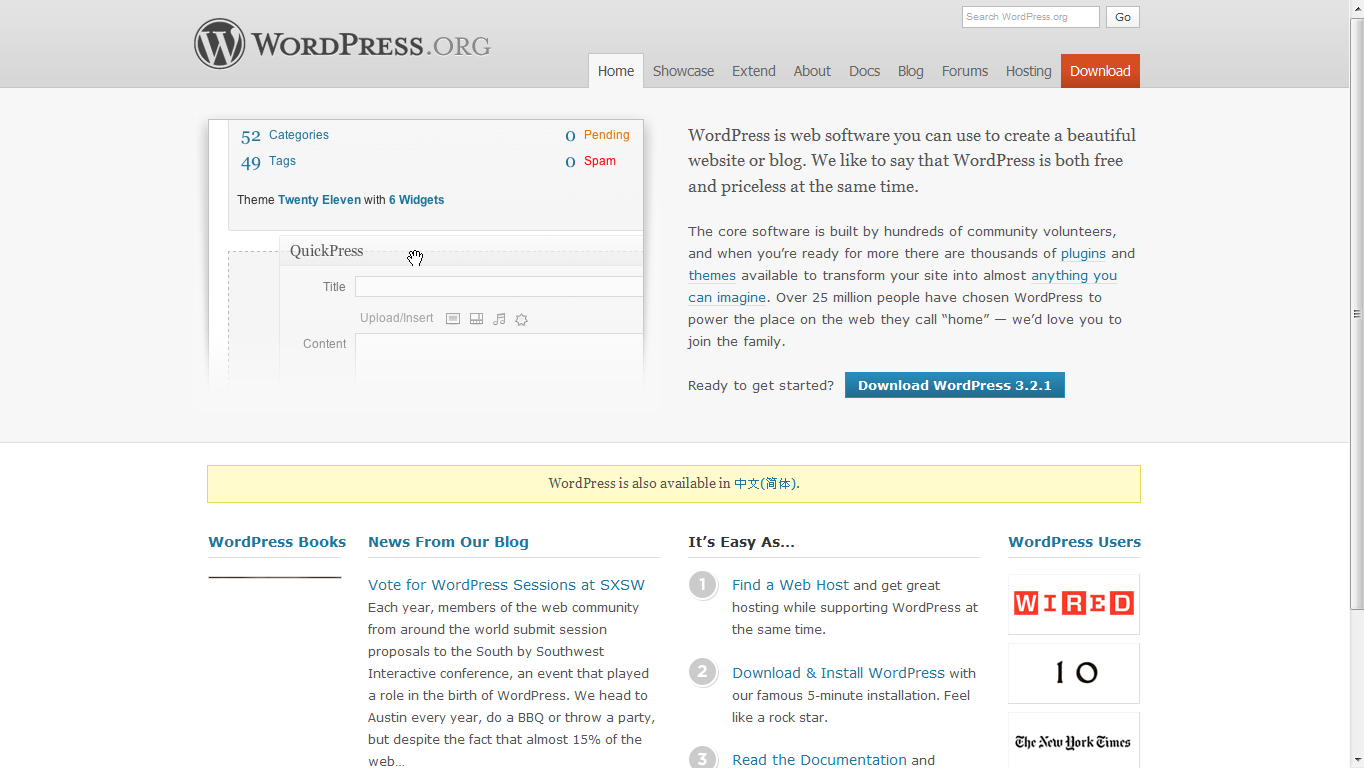 WORDPRESS.ORG
Search WordPress.org
Go
Home
Showcase
Extend
About
Docs
Blog
Forums
Hosting
Download
52 Categories
0 Pending
49 Tags
0 Spam
Theme Twenty Eleven with 6 Widgets
QuickPress
Title
Upload/Insert
Content
WordPress is web software you can use to create a beautiful
website or blog. We like to say that WordPress is both free
and priceless at the same time.
The core software is built by hundreds of community volunteers,
and when you’re ready for more there are thousands of plugins and
themes available to transform your site into almost anything you
can imagine. Over 25 million people have chosen WordPress to
power the place on the web they call “home” — we’d love you to
join the family.
Ready to get started?
Download WordPress 3.2.1
WordPress is also available in 中文(简体).
WordPress Books
News From Our Blog
Vote for WordPress Sessions at SXSW
Each year, members of the web community
from around the world submit session
proposals to the South by Southwest
Interactive conference, an event that played
a role in the birth of WordPress. We head to
Austin every year, do a BBQ or throw a party,
but despite the fact that almost 15% of the
web…
It’s Easy As…
1
Find a Web Host and get great
hosting while supporting WordPress at
the same time.
2
Download & Install WordPress with
our famous 5-minute installation. Feel
like a rock star.
3
Read the Documentation and
WordPress Users
WIRED
10
The New York Times